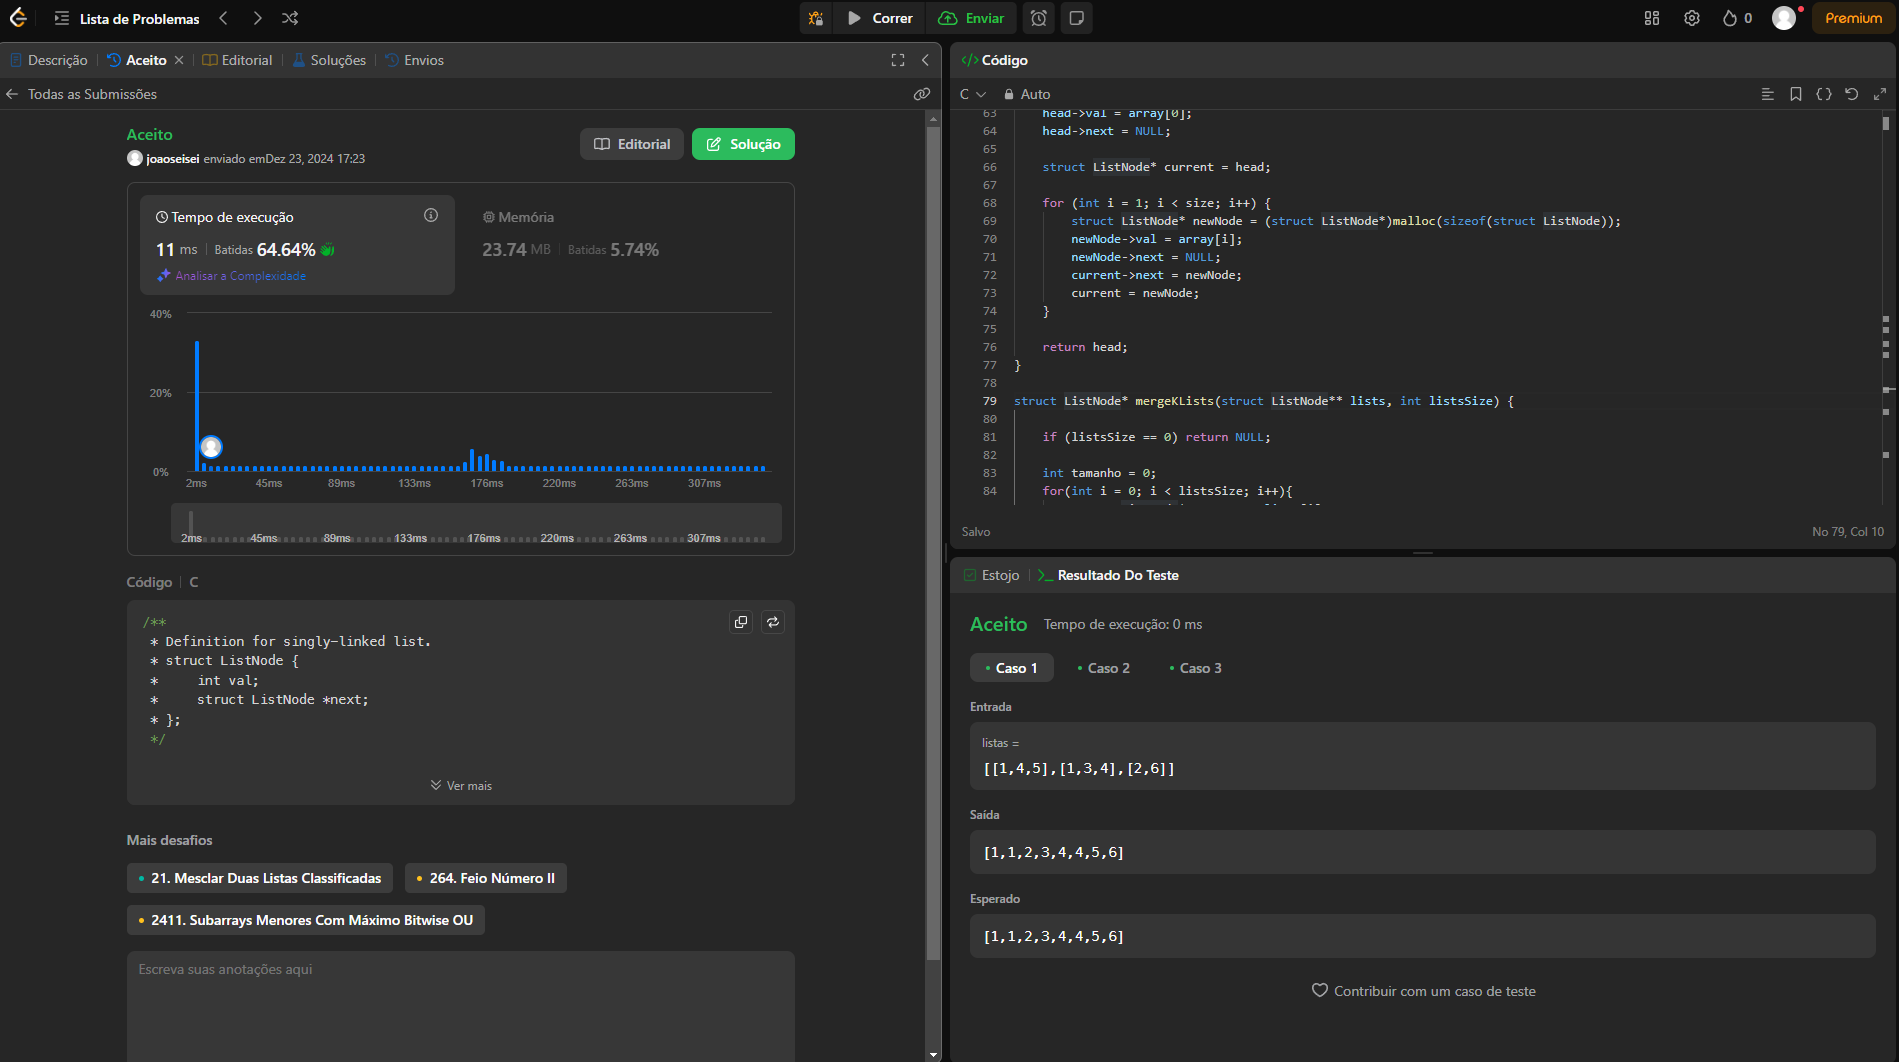 Lista de Problemas
Correr
Enviar
0
Premium
Descrição
Aceito
Editorial
Soluções
Envios
Todas as Submissões
Aceito
joaoseisei enviado emDez 23, 2024 17:23
Editorial
Solução
Tempo de execução
11 ms | Batidas 64.64%
Analisar a Complexidade
Memória
23.74 MB | Batidas 5.74%
40%
20%
0%
2ms 45ms 89ms 133ms 176ms 220ms 263ms 307ms
2ms 45ms 89ms 133ms 176ms 220ms 263ms 307ms
Código | C
/**
 * Definition for singly-linked list.
 * struct ListNode {
 *     int val;
 *     struct ListNode *next;
 * };
 */
Ver mais
Mais desafios
21. Mesclar Duas Listas Classificadas
264. Feio Número II
2411. Subarrays Menores Com Máximo Bitwise OU
Escreva suas anotações aqui
</> Código
C
Auto
63     head->val = array[0];
64     head->next = NULL;
65
66     struct ListNode* current = head;
67
68     for (int i = 1; i < size; i++) {
69         struct ListNode* newNode = (struct ListNode*)malloc(sizeof(struct ListNode));
70         newNode->val = array[i];
71         newNode->next = NULL;
72         current->next = newNode;
73         current = newNode;
74     }
75
76     return head;
77 }
78
79 struct ListNode* mergeKLists(struct ListNode** lists, int listsSize) {
80
81     if (listsSize == 0) return NULL;
82
83     int tamanho = 0;
84     for(int i = 0; i < listsSize; i++){
Salvo
No 79, Col 10
Estojo
Resultado Do Teste
Aceito
Tempo de execução: 0 ms
Caso 1
Caso 2
Caso 3
Entrada
listas =
[[1,4,5],[1,3,4],[2,6]]
Saída
[1,1,2,3,4,4,5,6]
Esperado
[1,1,2,3,4,4,5,6]
Contribuir com um caso de teste